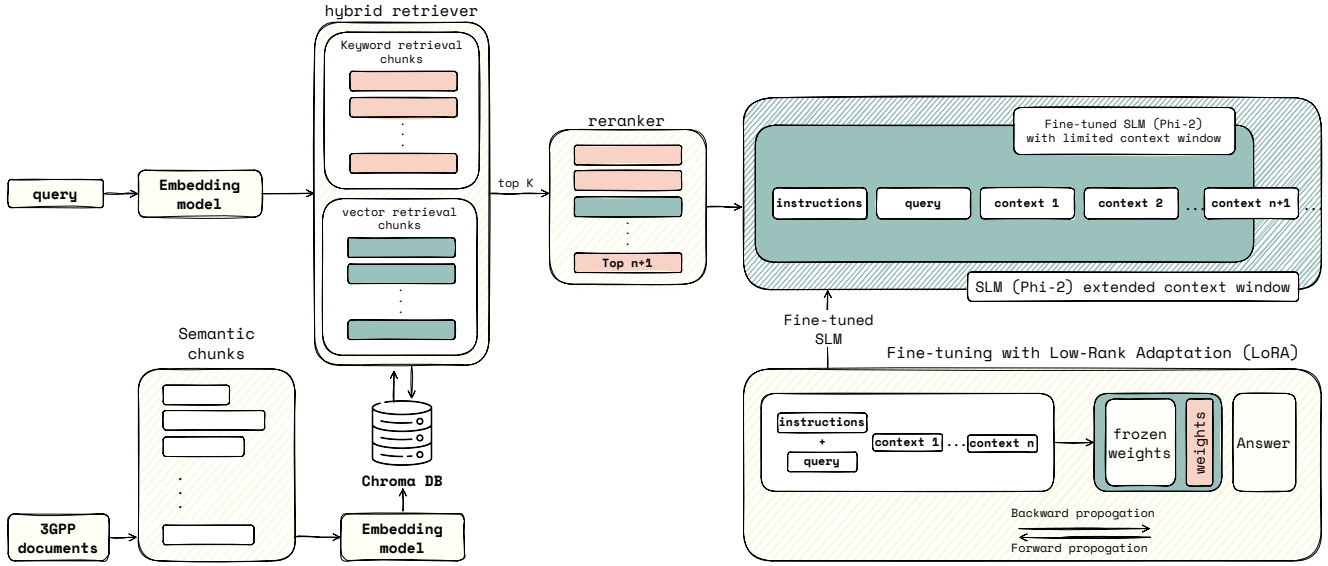 hybrid retriever
Keyword retrieval
chunks
query
Embedding
model
vector retrieval
chunks
top K
reranker
Top n+1
Fine-tuned SLM (Phi-2)
with limited context window
instructions
query
context 1
context 2
...
context n+1
...
SLM (Phi-2) extended context window
Fine-tuned
SLM
Semantic
chunks
Chroma DB
3GPP
documents
Embedding
model
Fine-tuning with Low-Rank Adaptation (LoRA)
instructions
+
query
context 1
...
context n
frozen
weights
weights
Answer
Backward propogation
Forward propogation